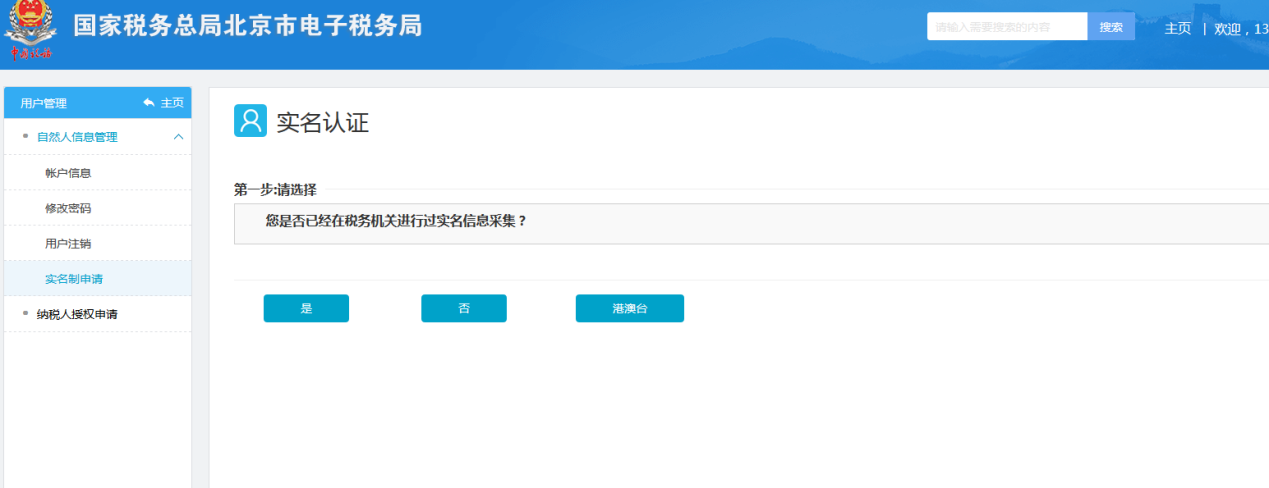 国家税务总局北京市电子税务局
中国税务
请输入需要搜索的内容
搜索
主页 | 欢迎，13
用户管理
主页
自然人信息管理
帐户信息
修改密码
用户注销
实名制申请
纳税人授权申请
实名认证
第一步:请选择
您是否已经在税务机关进行过实名信息采集？
是
否
港澳台